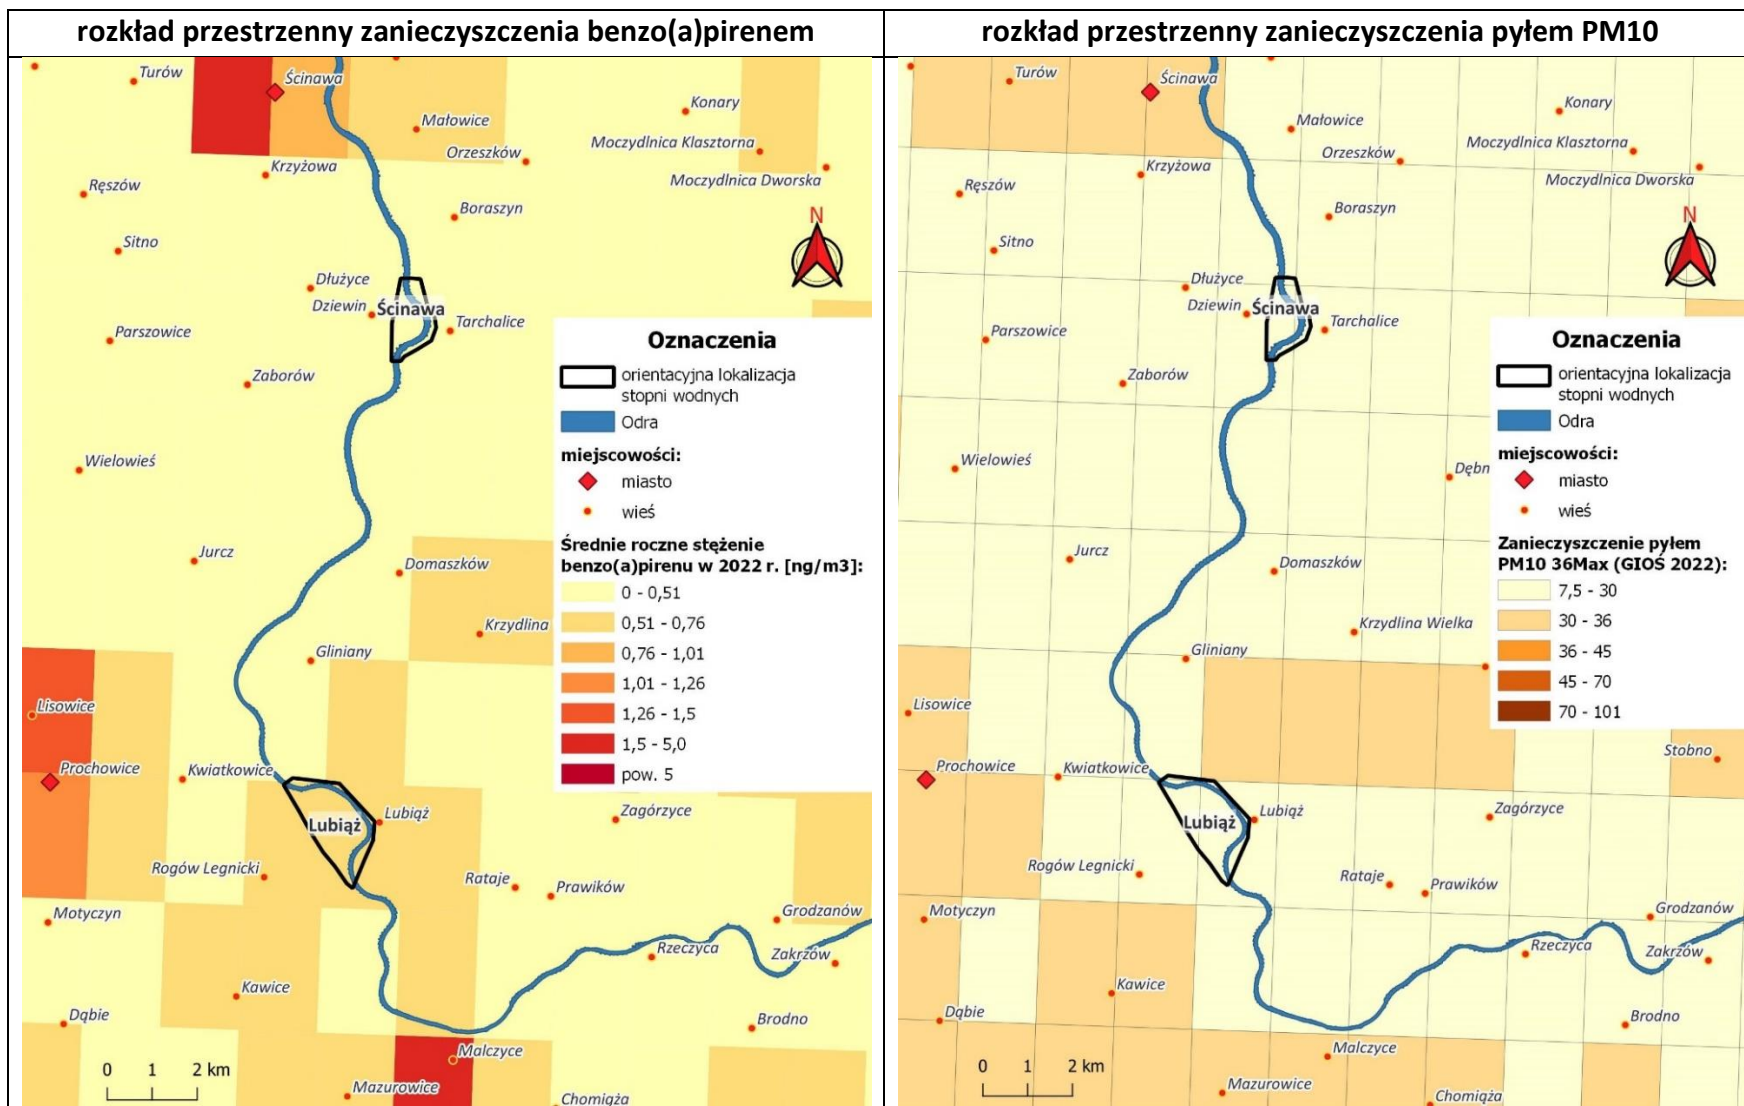 rozkład przestrzenny zanieczyszczenia benzo(a)pirenem
Turów
Ścinawa
Konary
Małowice
Orzeszków
Moczydlnica Klasztorna
Krzyżowa
Moczydlnica Dworska
Ręszów
Boraszyn
N
Sitno
Dłużyce
Dziewin
Ścinawa
Tarchalice
Parszowice
Zaborów
Wielowieś
Jurcz
Domaszków
Krzydlina
Gliniany
Lisowice
Prochowice
Kwiatkowice
Lubiąż
Lubiąż
Zagórzyce
Rogów Legnicki
Rataje
Prawików
Motyczyn
Grodzanów
Rzeczyca
Zakrzów
Kawice
Dąbie
Brodno
Malczyce
Mazurowice
Chomiąża
0 1 2 km
Oznaczenia
orientacyjna lokalizacja
stopni wodnych
Odra
miejscowości:
miasto
wieś
Średnie roczne stężenie
benzo(a)pirenu w 2022 r. [ng/m3]:
0 - 0,51
0,51 - 0,76
0,76 - 1,01
1,01 - 1,26
1,26 - 1,5
1,5 - 5,0
pow. 5
rozkład przestrzenny zanieczyszczenia pyłem PM10
Turów
Ścinawa
Konary
Małowice
Orzeszków
Moczydlnica Klasztorna
Krzyżowa
Moczydlnica Dworska
Ręszów
Boraszyn
N
Sitno
Dłużyce
Dziewin
Ścinawa
Tarchalice
Parszowice
Zaborów
Wielowieś
Dębn
Jurcz
Domaszków
Krzydlina Wielka
Gliniany
Lisowice
Stobno
Prochowice
Kwiatkowice
Lubiąż
Lubiąż
Zagórzyce
Rogów Legnicki
Rataje
Prawików
Motyczyn
Grodzanów
Rzeczyca
Zakrzów
Kawice
Dąbie
Brodno
Malczyce
Mazurowice
Chomiąża
0 1 2 km
Oznaczenia
orientacyjna lokalizacja
stopni wodnych
Odra
miejscowości:
miasto
wieś
Zanieczyszczenie pyłem
PM10 36Max (GIOŚ 2022):
7,5 - 30
30 - 36
36 - 45
45 - 70
70 - 101